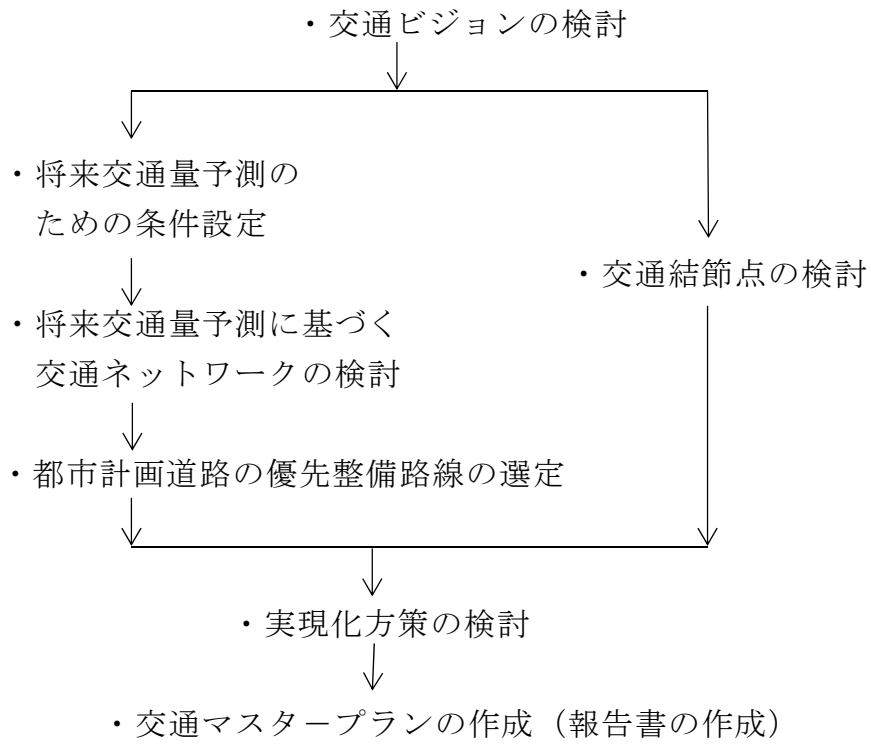 ・交通ビジョンの検討
・将来交通量予測の
ための条件設定
・交通結節点の検討
・将来交通量予測に基づく
交通ネットワークの検討
・都市計画道路の優先整備路線の選定
・実現化方策の検討
・交通マスタープランの作成（報告書の作成）